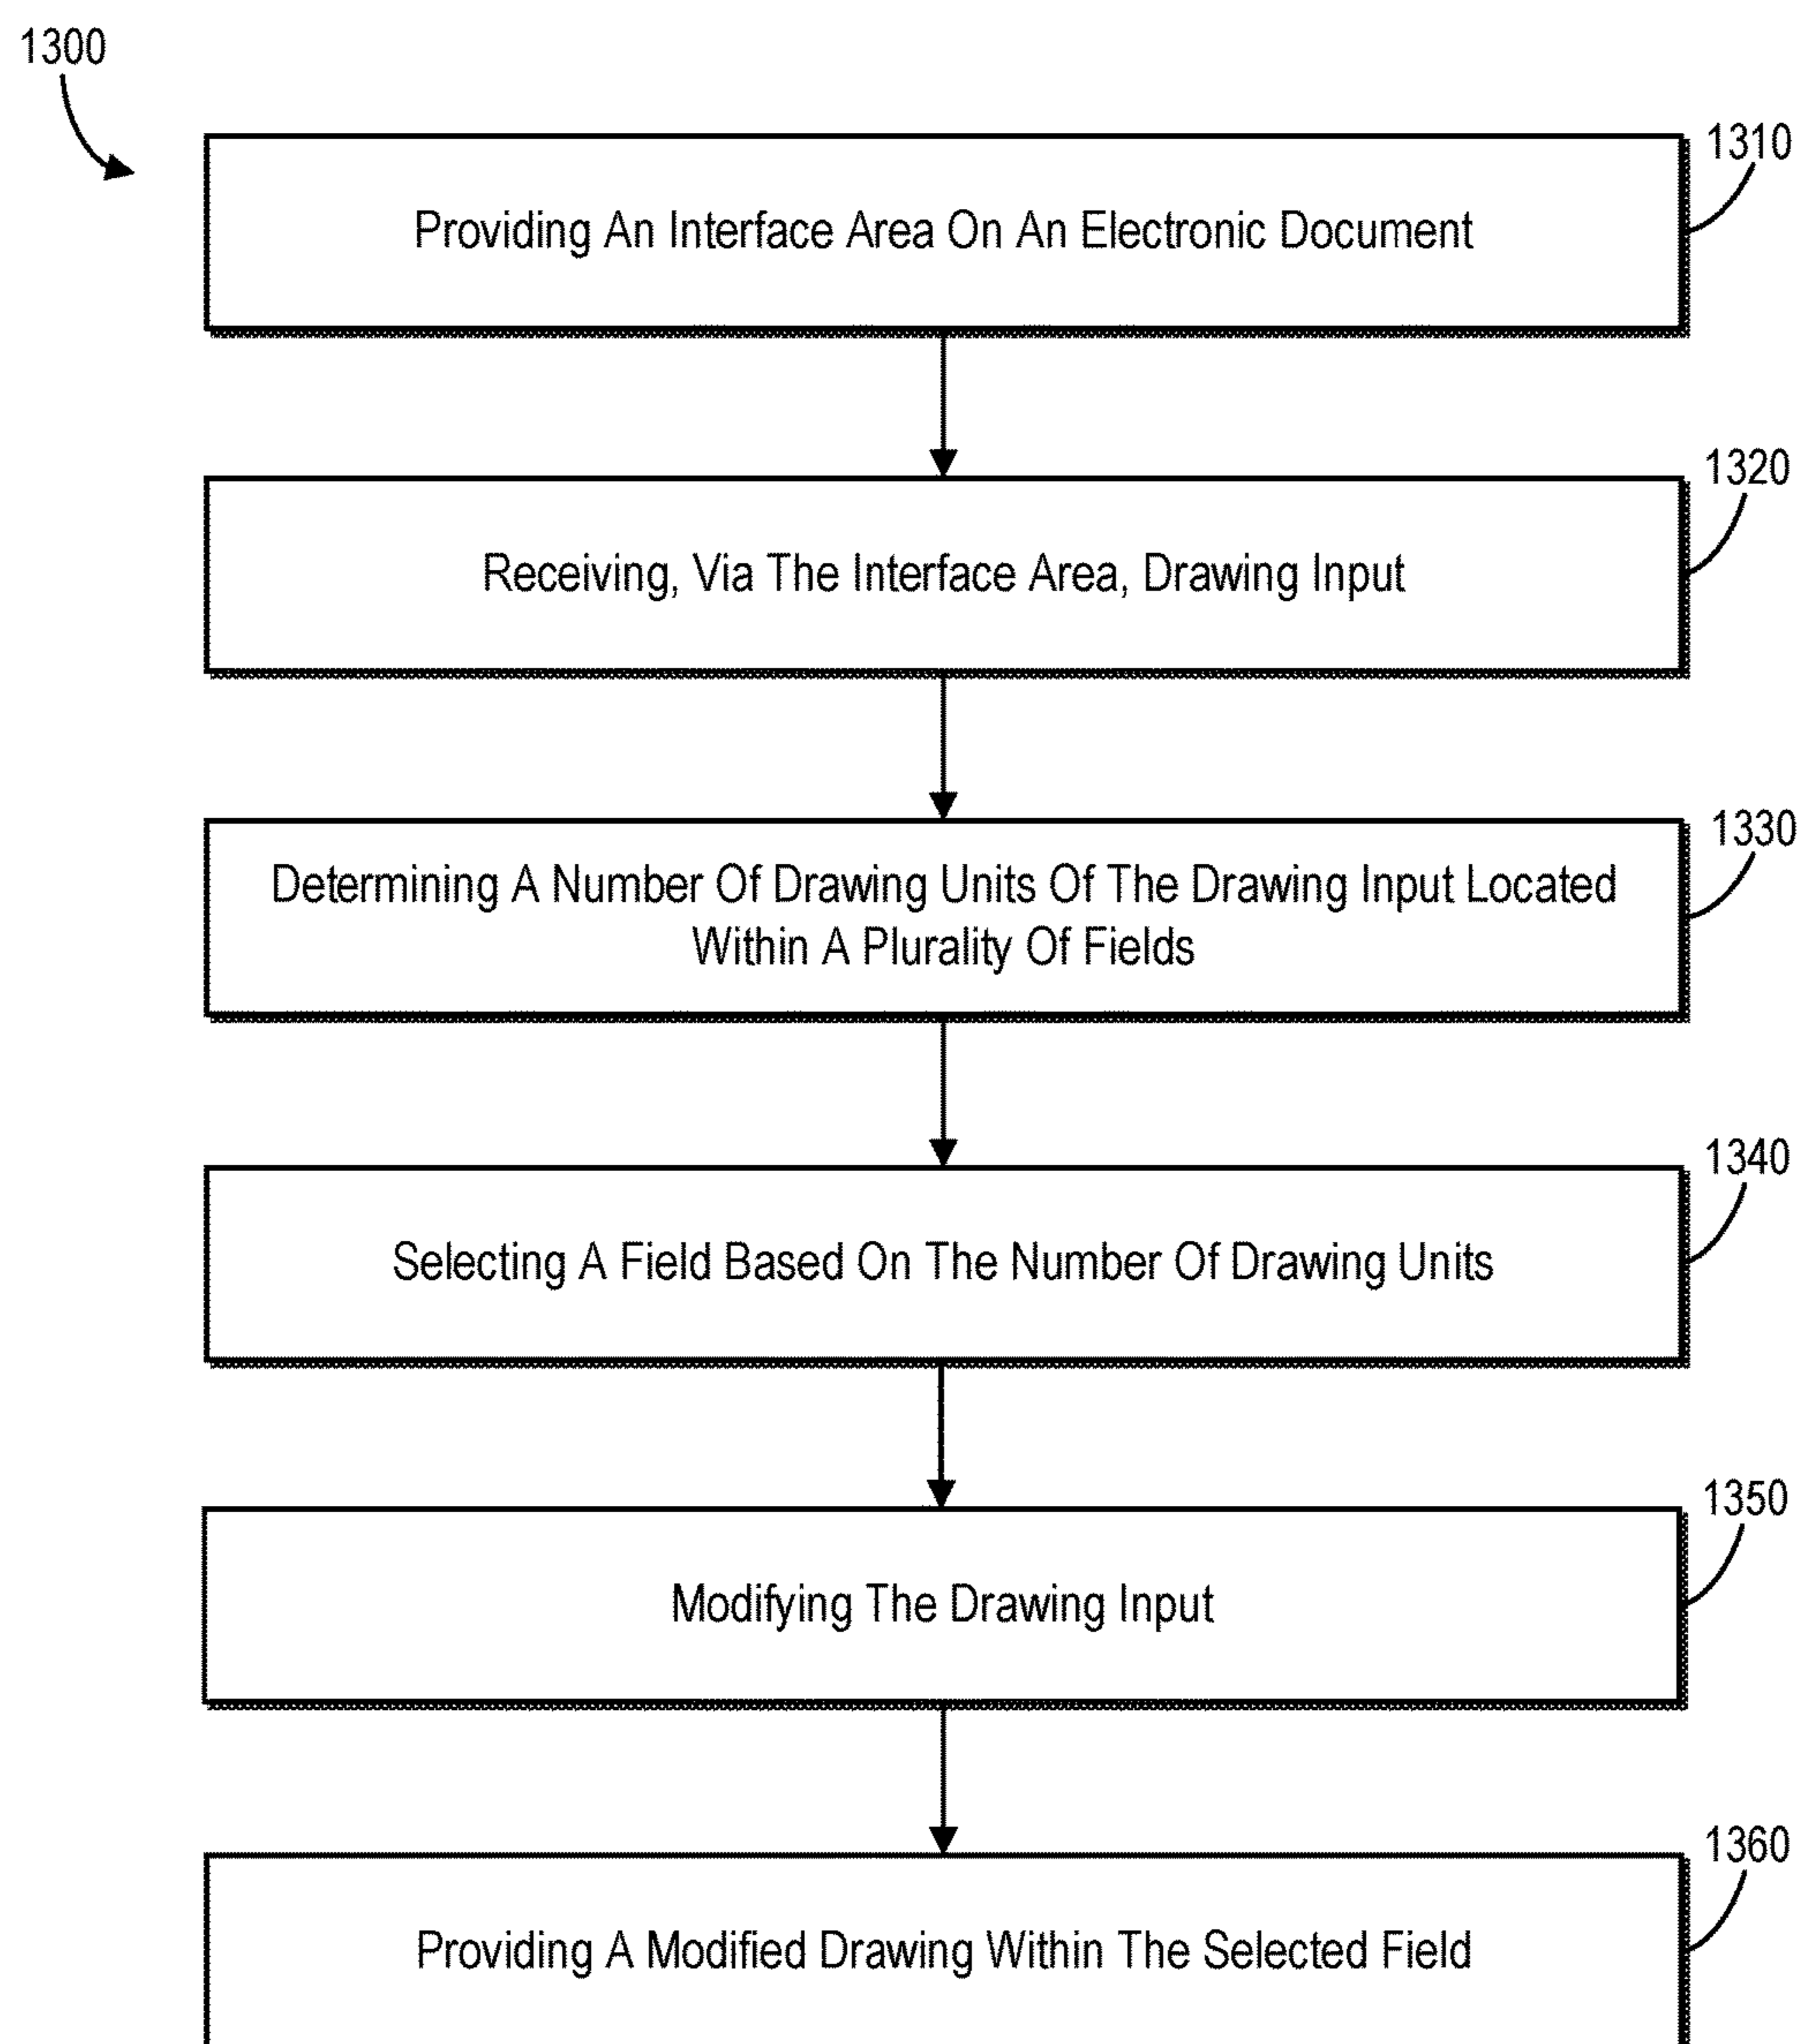 1300
1310
Providing An Interface Area On An Electronic Document
1320
Receiving, Via The Interface Area, Drawing Input
1330
Determining A Number Of Drawing Units Of The Drawing Input Located
Within A Plurality Of Fields
1340
Selecting A Field Based On The Number Of Drawing Units
1350
Modifying The Drawing Input
1360
Providing A Modified Drawing Within The Selected Field